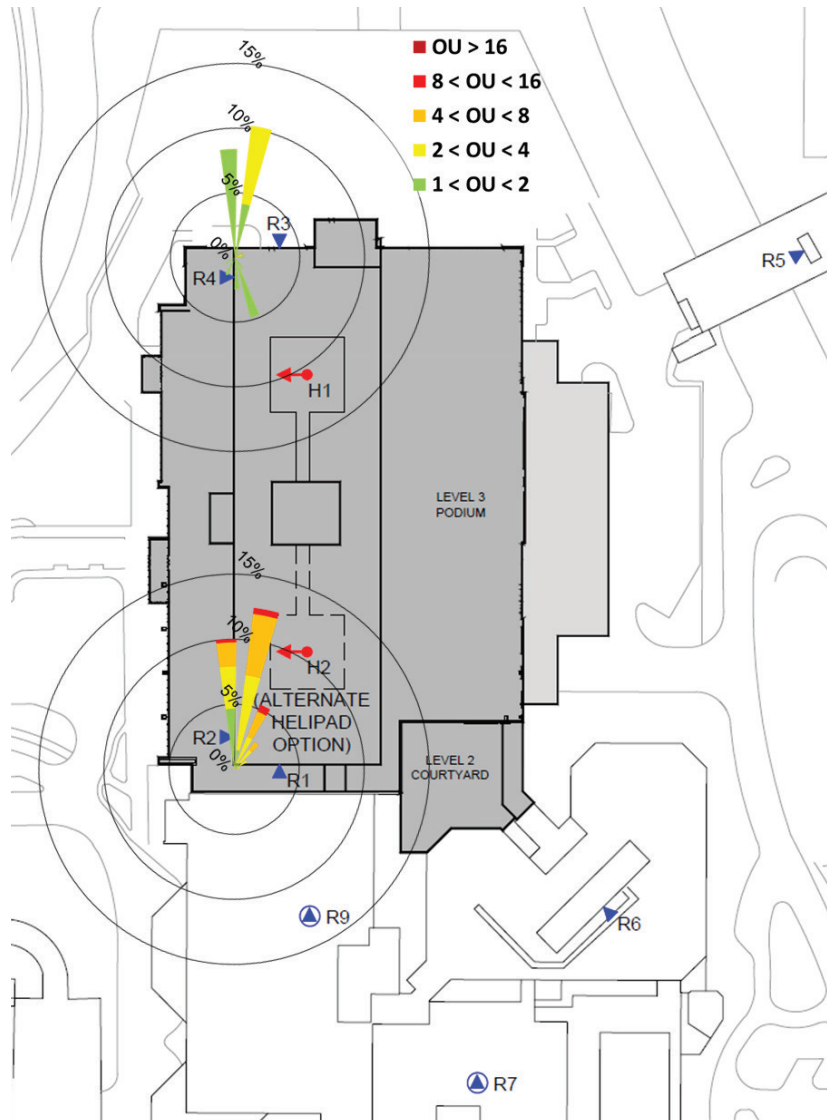 15%
OU > 16
8 < OU < 16
10%
4 < OU < 8
2 < OU < 4
5%
1 < OU < 2
R3
0%
R5
R4
H1
LEVEL 3
PODIUM
15%
10%
H2
5%
(ALTERNATE
HELIPAD
OPTION)
R2
0%
R1
LEVEL 2
COURTYARD
R9
R6
R7